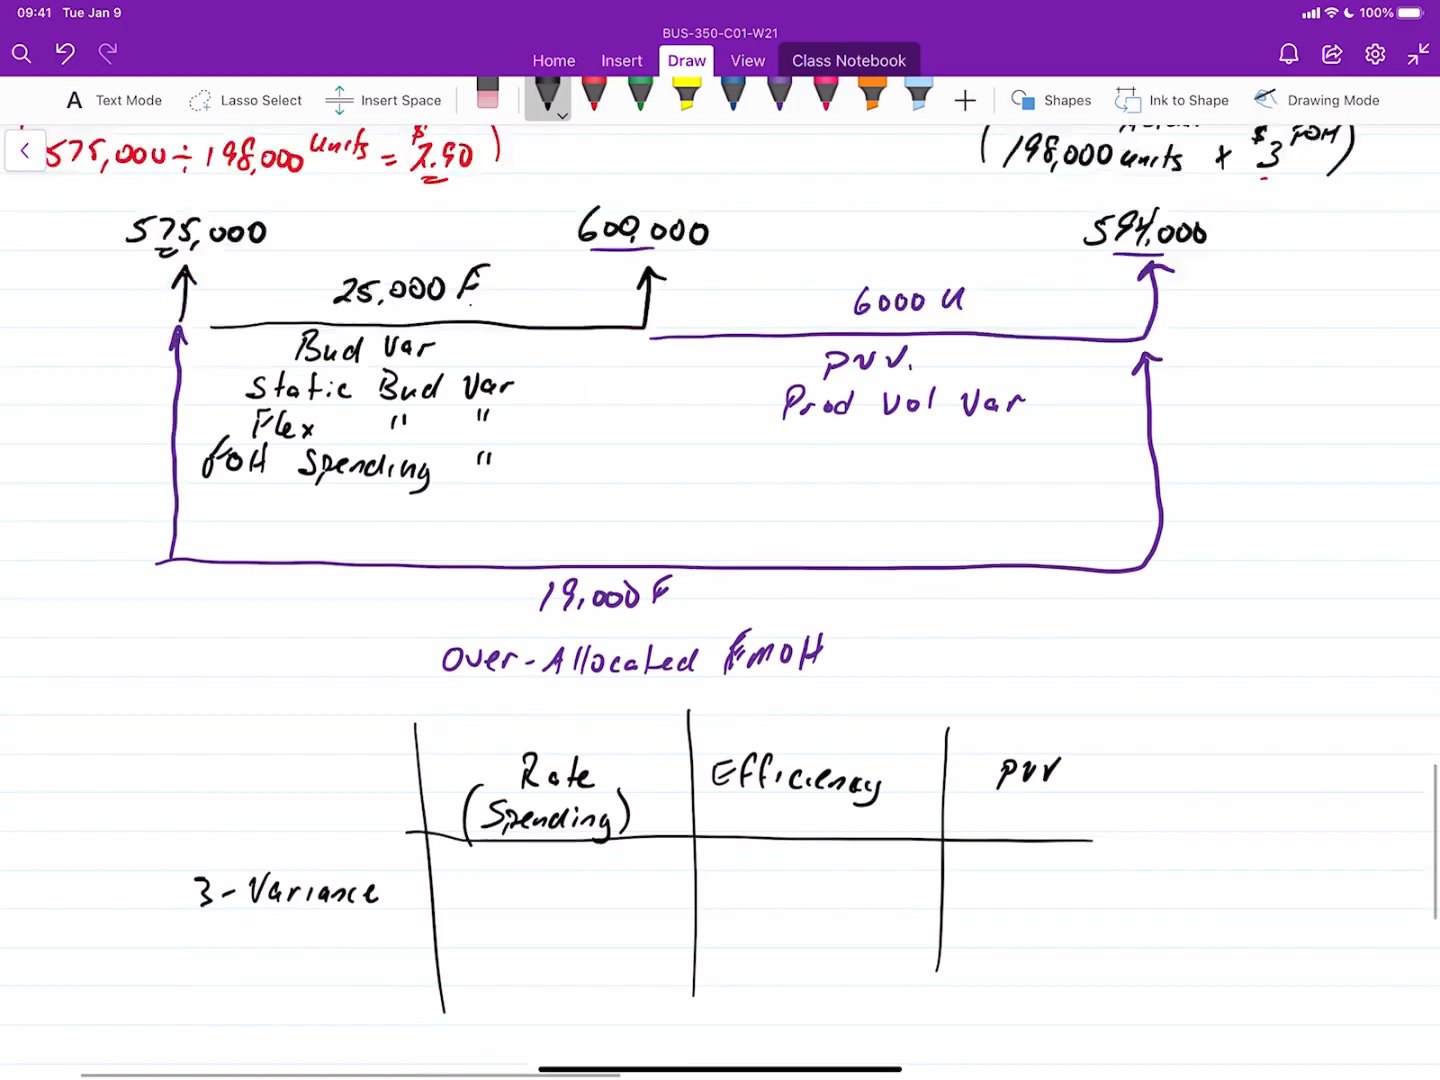 09:41 Tue Jan 9
100%
BUS-350-C01-W21
Home Insert Draw View Class Notebook
Text Mode Lasso Select Insert Space Shapes Ink to Shape Drawing Mode
575,000 ÷ 198,000 units = $2.90 )
( 198,000 units × $3 FOH )
575,000 600,000 594,000
25,000 F
6000 U
Bud Var
Static Bud Var
Flex " "
FOH Spending "
PVV.
Prod Vol Var
19,000 F
Over-Allocated FMOH
Rate (Spending) Efficiency PVV
3-Variance